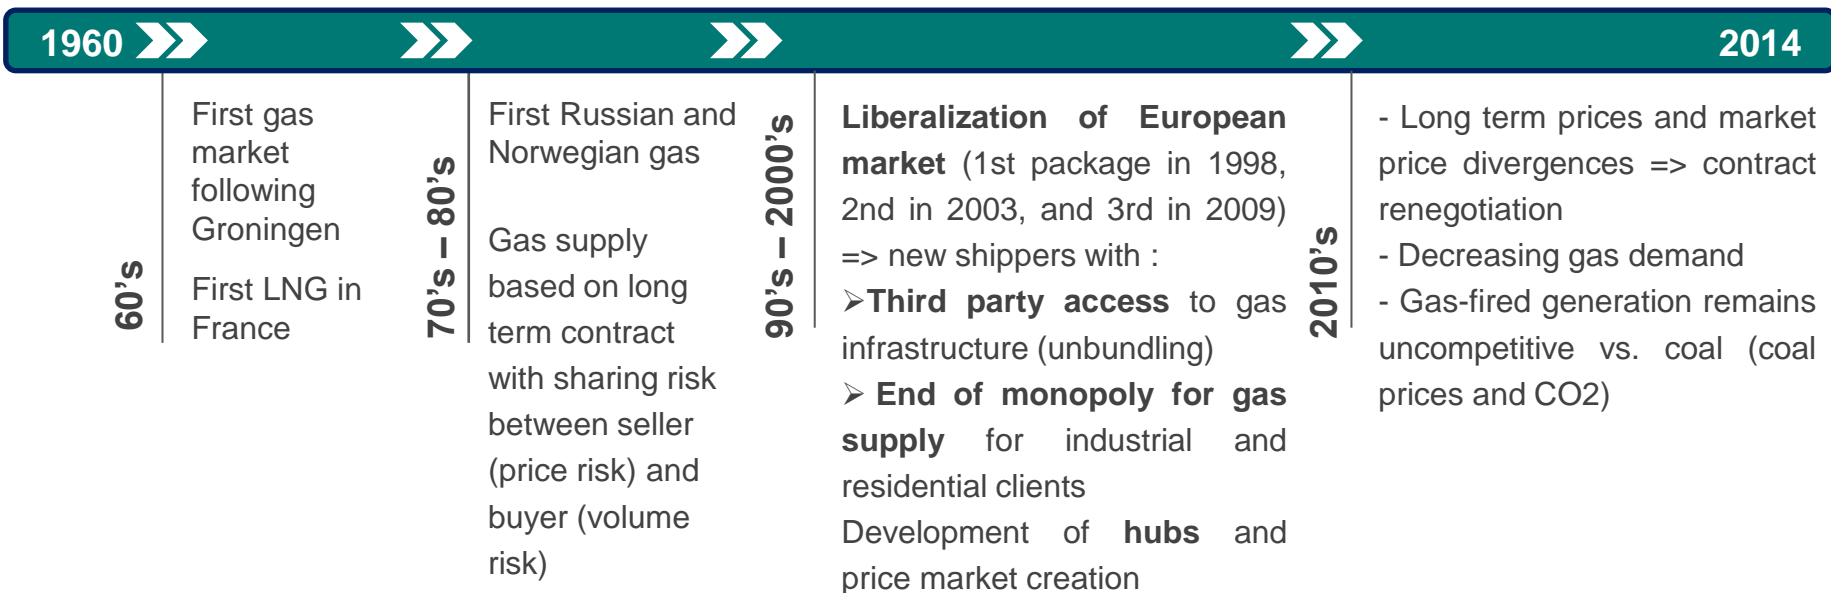 1960
2014
60's
First gas
market
following
Groningen
First LNG in
France
70's – 80's
First Russian and
Norwegian gas
Gas supply
based on long
term contract
with sharing risk
between seller
(price risk) and
buyer (volume
risk)
90's – 2000's
Liberalization of European
market (1st package in 1998,
2nd in 2003, and 3rd in 2009)
=> new shippers with :
➢Third party access to gas
infrastructure (unbundling)
➢ End of monopoly for gas
supply for industrial and
residential clients
Development of hubs and
price market creation
2010's
- Long term prices and market
price divergences => contract
renegotiation
- Decreasing gas demand
- Gas-fired generation remains
uncompetitive vs. coal (coal
prices and CO2)